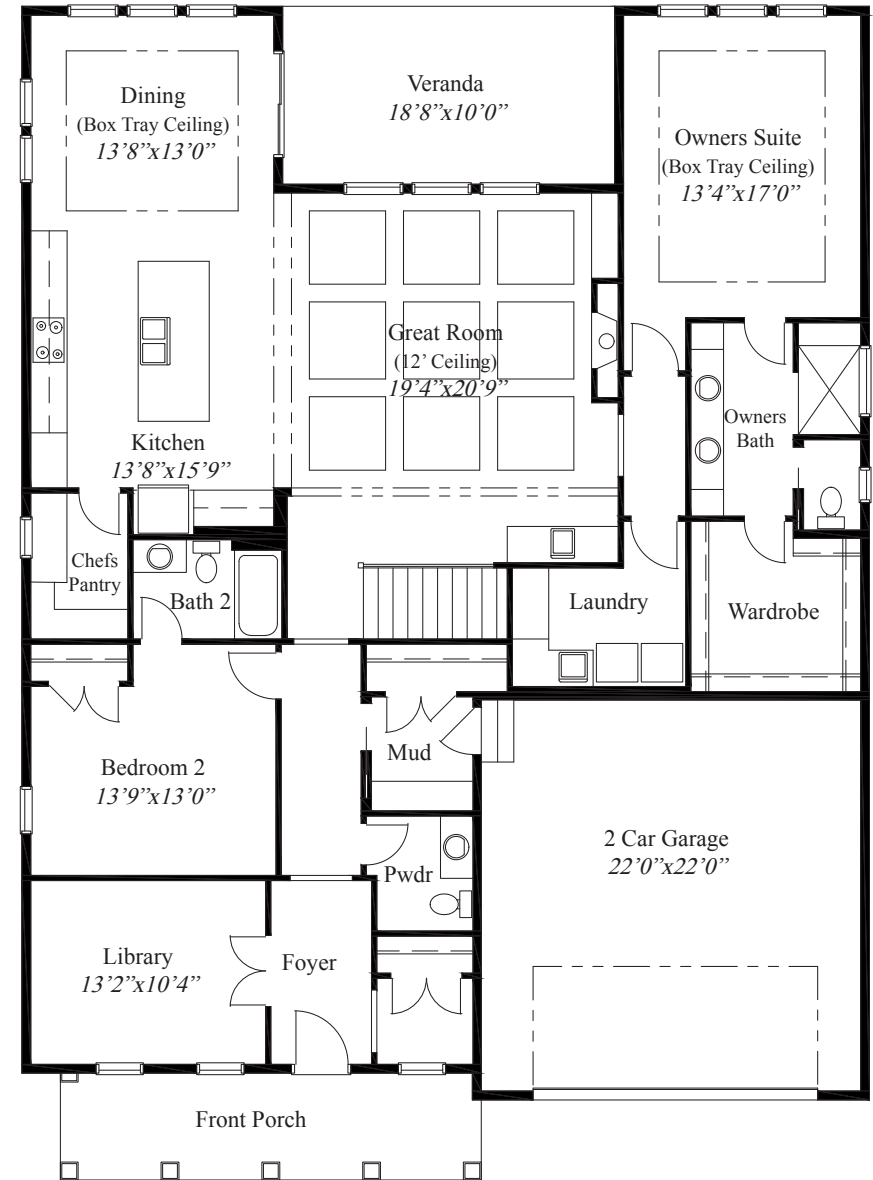 Dining
(Box Tray Ceiling)
13’8”x13’0”
Veranda
18’8”x10’0”
Owners Suite
(Box Tray Ceiling)
13’4”x17’0”
Great Room
(12’ Ceiling)
19’4”x20’9”
Kitchen
13’8”x15’9”
Owners
Bath
Chefs
Pantry
Bath 2
Laundry
Wardrobe
Bedroom 2
13’9”x13’0”
Mud
2 Car Garage
22’0”x22’0”
Pwdr
Library
13’2”x10’4”
Foyer
Front Porch